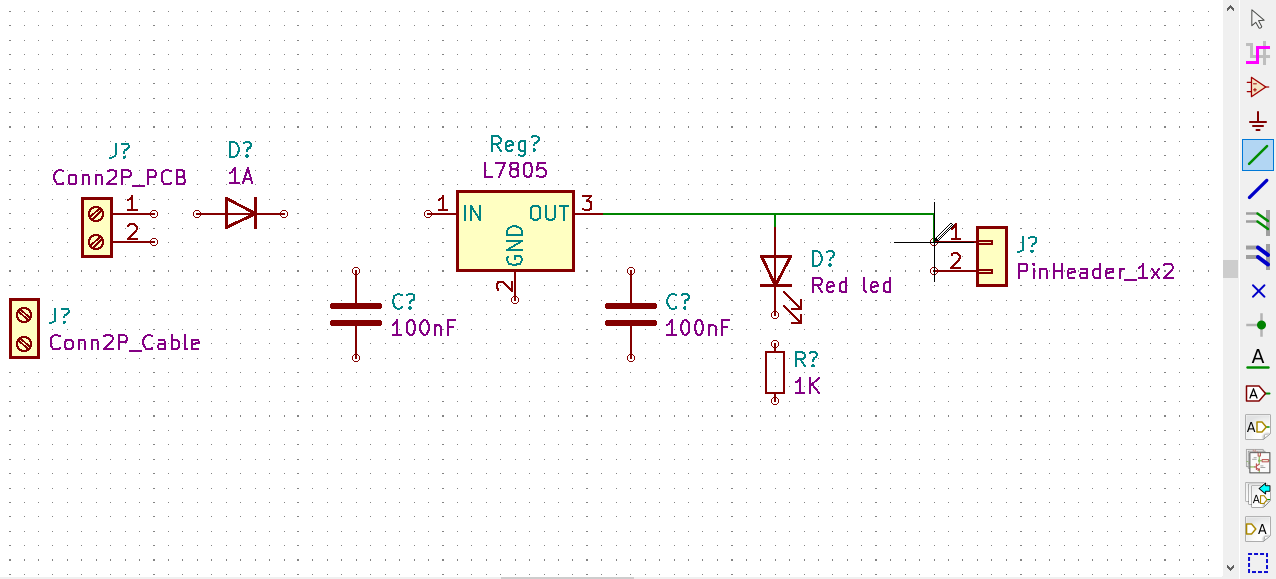 J?
Conn2P_PCB
1
2
D?
1A
Reg?
L7805
1
IN
OUT
3
GND
2
J?
Conn2P_Cable
C?
100nF
C?
100nF
D?
Red led
R?
1K
1
2
J?
PinHeader_1x2
A
A
A
A
A